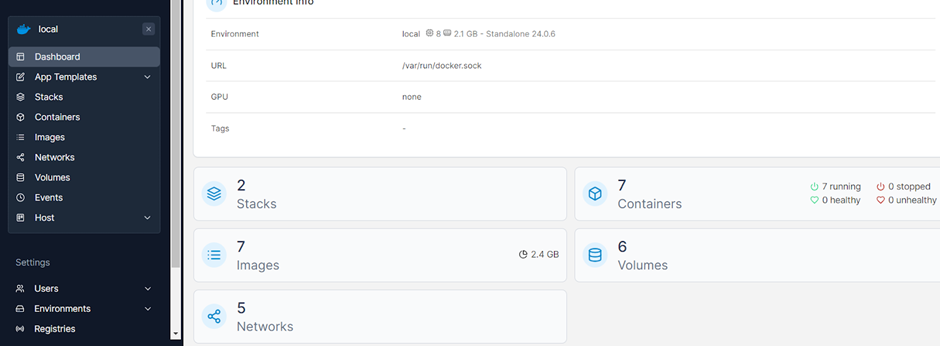 local
Dashboard
App Templates
Stacks
Containers
Images
Networks
Volumes
Events
Host
Settings
Users
Environments
Registries
Environment info
Environment local 8 2.1 GB - Standalone 24.0.6
URL /var/run/docker.sock
GPU none
Tags -
2
Stacks
7
Containers
7 running 0 stopped
0 healthy 0 unhealthy
7
Images
2.4 GB
6
Volumes
5
Networks